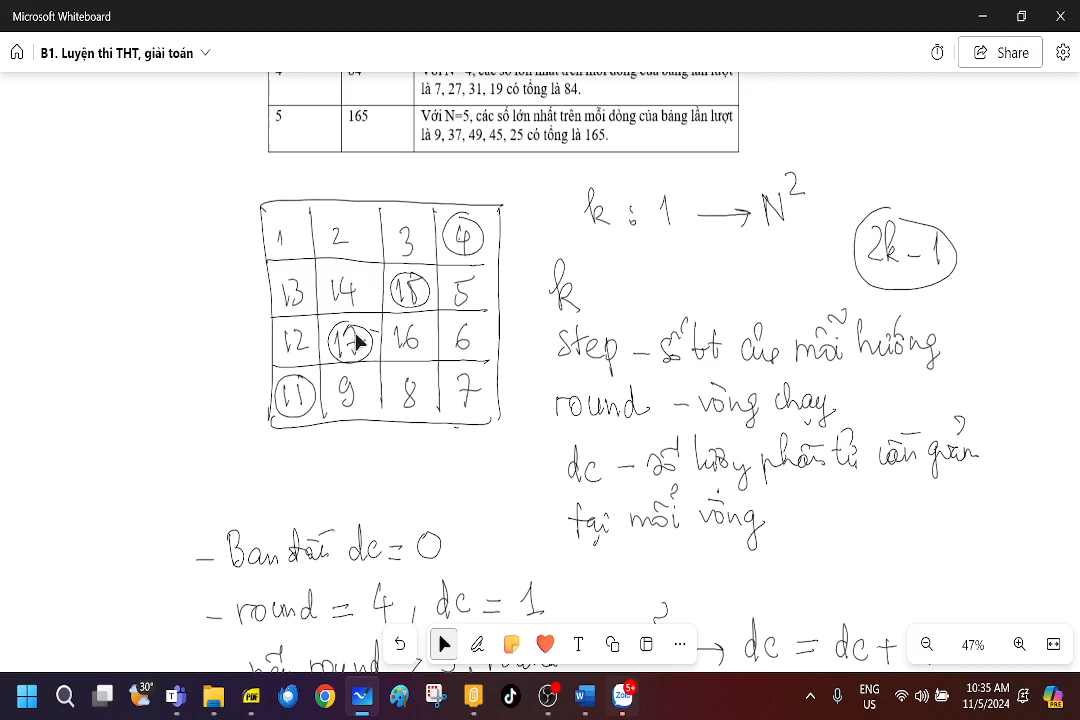 Microsoft Whiteboard
B1. Luyện thi THT, giải toán
Share
là 7, 27, 31, 19 có tổng là 84.
5 165 Với N=5, các số lớn nhất trên mỗi dòng của bảng lần lượt
là 9, 37, 49, 45, 25 có tổng là 165.
1 2 3 4
13 14 15 5
12 17 16 6
11 9 8 7
k : 1 → N²
2k - 1
k
step - số tt của mỗi hướng
round - vòng chạy
dc - số lượng phần tử cần giảm
tại mỗi vòng
- Ban đầu dc = 0
- round = 4, dc = 1
→ dc = dc +
47%
30°
PRE
5+
ENG
US
10:35 AM
11/5/2024
PRE